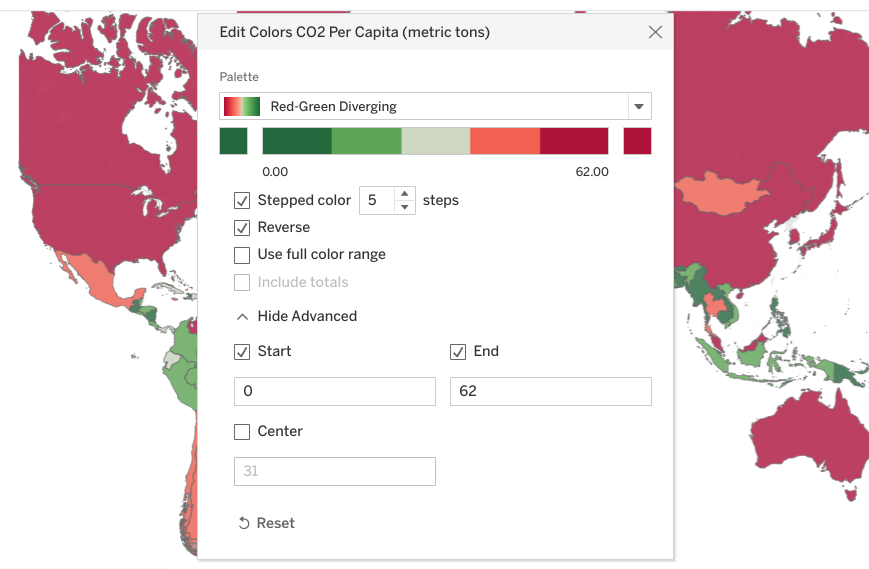 Edit Colors CO2 Per Capita (metric tons)
Palette
Red-Green Diverging
0.00 62.00
Stepped color 5 steps
Reverse
Use full color range
Include totals
Hide Advanced
Start End
0 62
Center
31
Reset